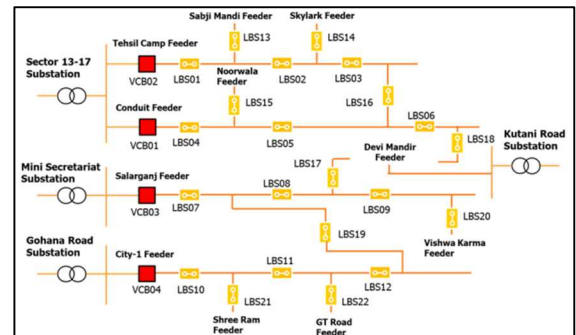 Sabji Mandi Feeder
Skylark Feeder
Tehsil Camp Feeder
LBS13
LBS14
Sector 13-17
Substation
VCB02
LBS01
LBS02
LBS03
Noorwala
Feeder
LBS15
LBS16
Conduit Feeder
LBS06
VCB01
LBS04
LBS05
LBS18
Kutani Road
Substation
Devi Mandir
Feeder
LBS17
Mini Secretariat
Substation
Salarganj Feeder
LBS08
VCB03
LBS07
LBS09
LBS20
LBS19
Vishwa Karma
Feeder
Gohana Road
Substation
City-1 Feeder
LBS11
VCB04
LBS10
LBS12
LBS21
LBS22
Shree Ram
Feeder
GT Road
Feeder